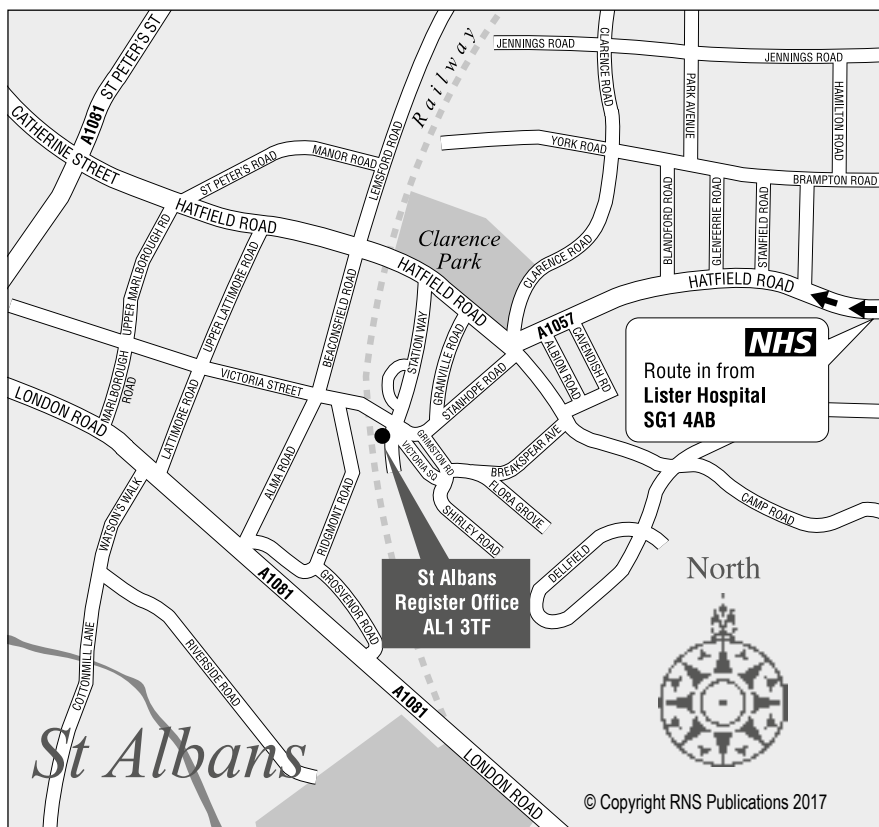 JENNINGS ROAD
JENNINGS ROAD
CLARENCE ROAD
PARK AVENUE
HAMILTON ROAD
A1081 ST PETER'S ST
Railway
CATHERINE STREET
ST PETER'S ROAD
MANOR ROAD
LEMSFORD ROAD
YORK ROAD
BRAMPTON ROAD
HATFIELD ROAD
Clarence
Park
CLARENCE ROAD
BLANDFORD ROAD
GLENFERRIE ROAD
STANFIELD ROAD
UPPER MARLBOROUGH RD
UPPER LATTIMORE ROAD
BEACONSFIELD ROAD
HATFIELD ROAD
HATFIELD ROAD
A1057
STATION WAY
GRANVILLE ROAD
STANHOPE ROAD
ALBION ROAD
CAVENDISH RD
NHS
Route in from
Lister Hospital
SG1 4AB
MARLBOROUGH
ROAD
VICTORIA STREET
LONDON ROAD
LATTIMORE ROAD
ALMA ROAD
RIDGMONT ROAD
GRIMSTON RD
VICTORIA SQ
BREAKSPEAR AVE
FLORA GROVE
SHIRLEY ROAD
CAMP ROAD
WATSON'S WALK
DELLFIELD
A1081
GROSVENOR ROAD
St Albans
Register Office
AL1 3TF
North
COTTONMILL LANE
RIVERSIDE ROAD
A1081
LONDON ROAD
St Albans
© Copyright RNS Publications 2017